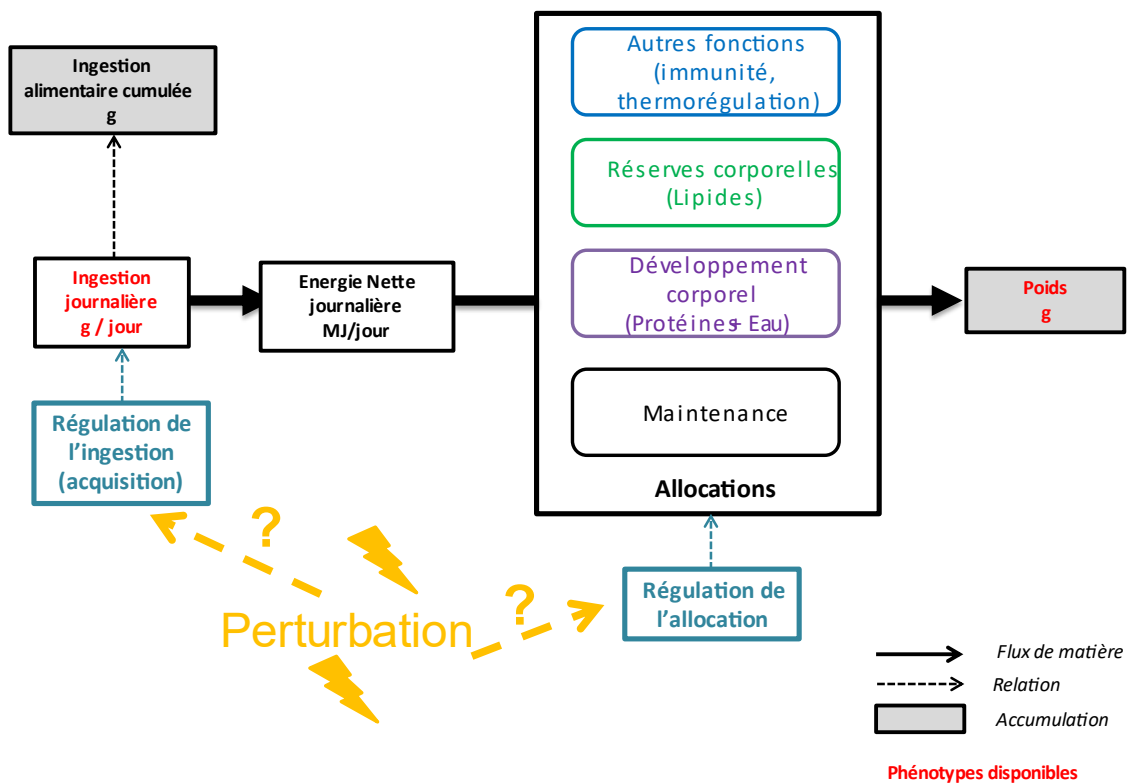 Ingestion
alimentaire cumulée
g
Ingestion
journalière
g / jour
Régulation de
l’ingestion
(acquisition)
Energie Nette
journalière
MJ/jour
Autres fonctions
(immunité,
thermorégulation)
Réserves corporelles
(Lipides)
Développement
corporel
(Protéines+ Eau)
Maintenance
Allocations
Poids
g
?
?
Perturbation
Régulation de
l’allocation
Flux de matière
Relation
Accumulation
Phénotypes disponibles